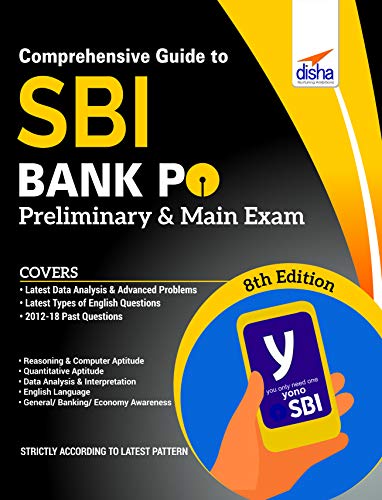 Comprehensive Guide to
disha
Nurturing Ambitions
SBI
BANK PO
Preliminary & Main Exam
8th Edition
COVERS
• Latest Data Analysis & Advanced Problems
• Latest Types of English Questions
• 2012-18 Past Questions
y
you only need one
yono
SBI
• Reasoning & Computer Aptitude
• Quantitative Aptitude
• Data Analysis & Interpretation
• English Language
• General/ Banking/ Economy Awareness
STRICTLY ACCORDING TO LATEST PATTERN